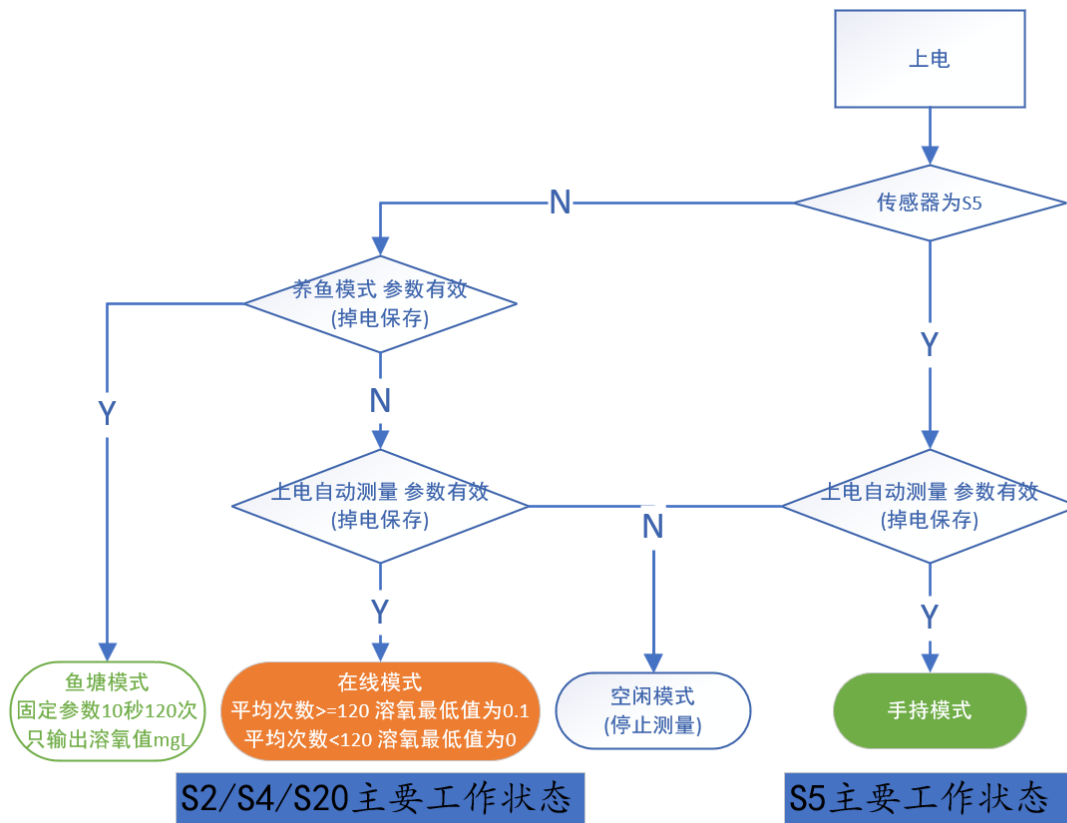 上电
传感器为S5
N
养鱼模式 参数有效
(掉电保存)
Y
Y
N
上电自动测量 参数有效
(掉电保存)
上电自动测量 参数有效
(掉电保存)
N
Y
Y
鱼塘模式
固定参数10秒120次
只输出溶氧值mgL
在线模式
平均次数>=120 溶氧最低值为0.1
平均次数<120 溶氧最低值为0
空闲模式
(停止测量)
手持模式
S2/S4/S20主要工作状态
S5主要工作状态